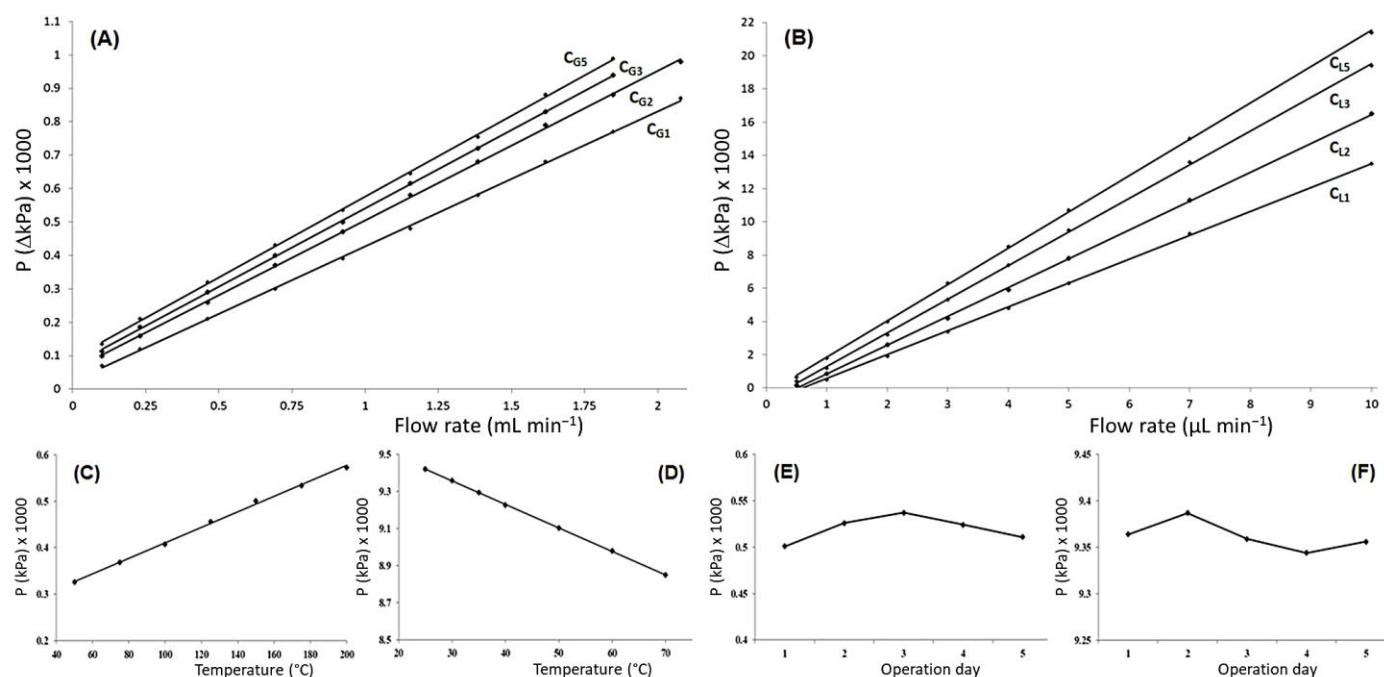 (A)
P (ΔkPa) x 1000
1.1
1
0.9
0.8
0.7
0.6
0.5
0.4
0.3
0.2
0.1
0
0 0.25 0.5 0.75 1 1.25 1.5 1.75 2
Flow rate (mL min⁻¹)
C_G5
C_G3
C_G2
C_G1
(B)
P (ΔkPa) x 1000
22
20
18
16
14
12
10
8
6
4
2
0
0 1 2 3 4 5 6 7 8 9 10
Flow rate (µL min⁻¹)
C_L5
C_L3
C_L2
C_L1
(C)
P (kPa) x 1000
0.6
0.5
0.4
0.3
0.2
40 60 80 100 120 140 160 180 200
Temperature (°C)
(D)
P (kPa) x 1000
9.5
9.3
9.1
8.9
8.7
8.5
20 30 40 50 60 70
Temperature (°C)
(E)
P (kPa) x 1000
0.6
0.55
0.5
0.45
0.4
1 2 3 4 5
Operation day
(F)
P (kPa) x 1000
9.45
9.4
9.35
9.3
9.25
1 2 3 4 5
Operation day